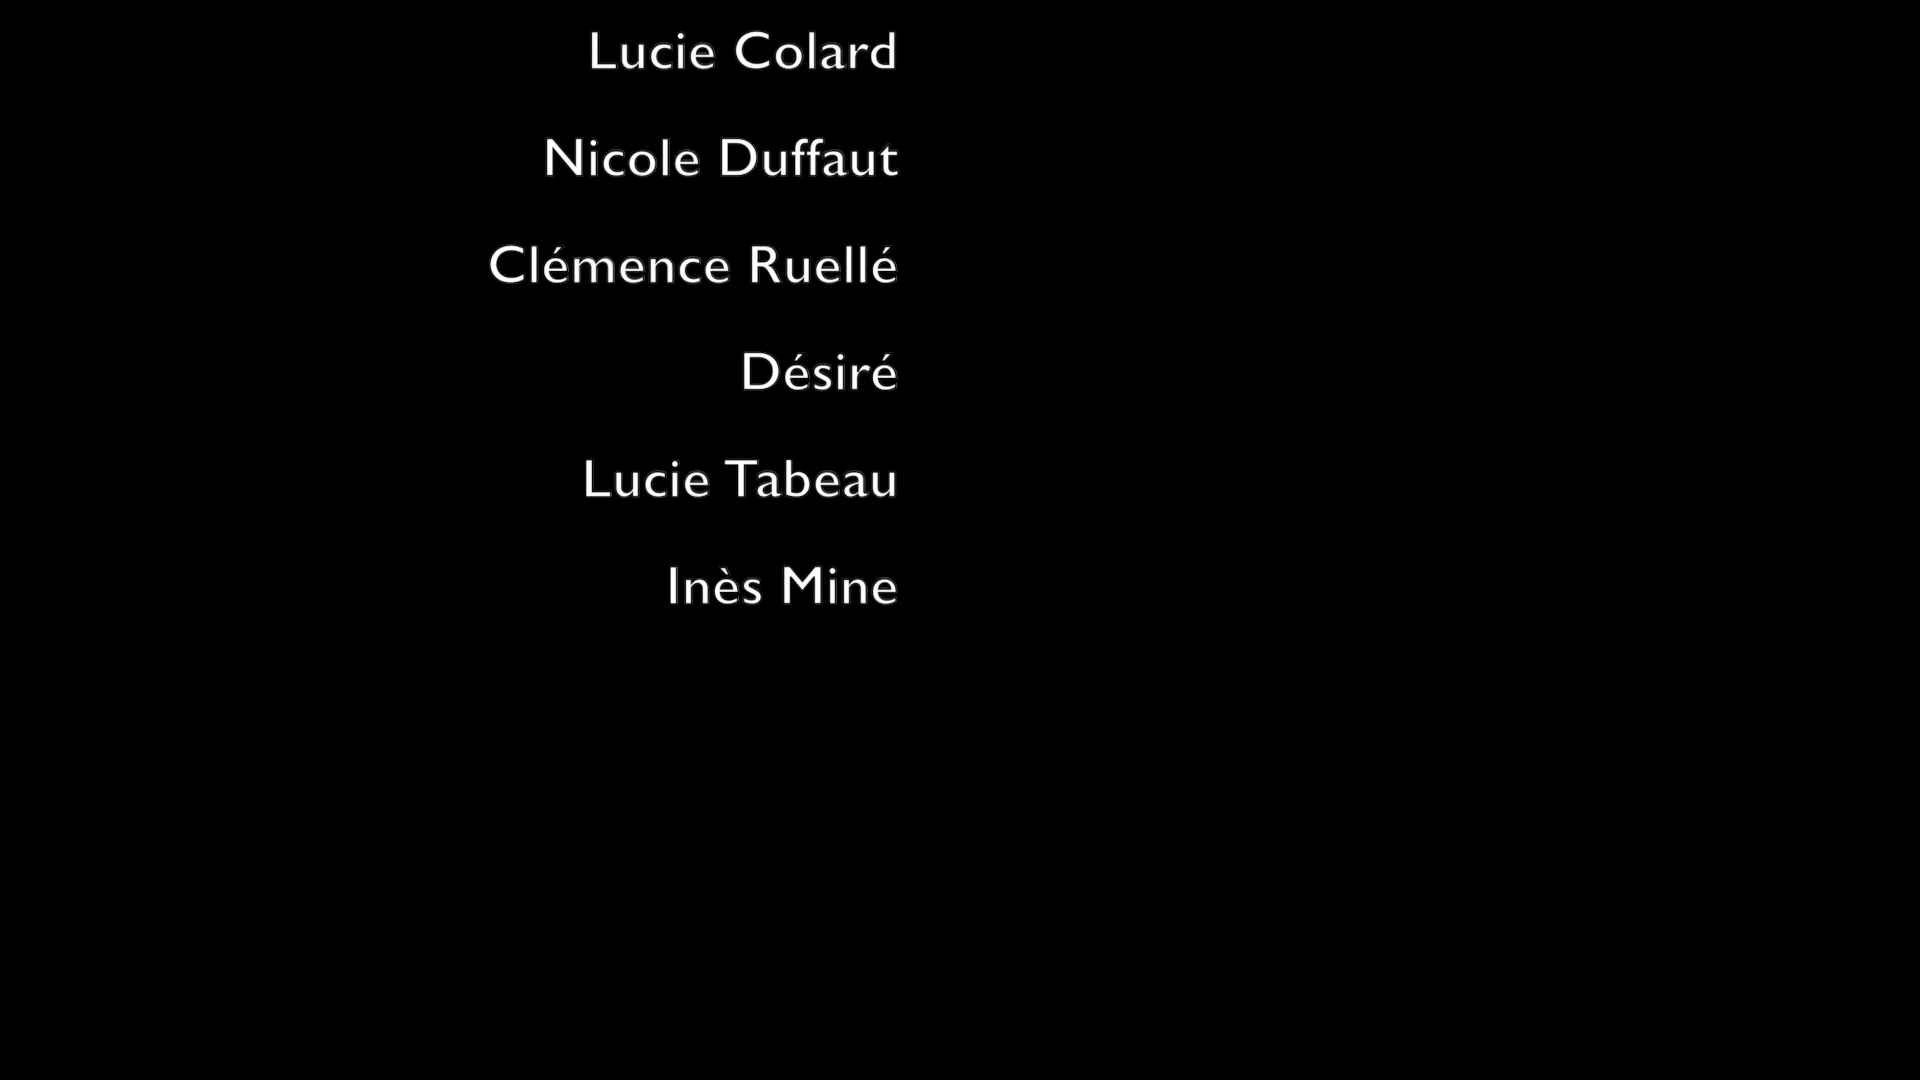 Lucie Colard
Nicole Duffaut
Clémence Ruellé
Désiré
Lucie Tabeau
Inès Mine